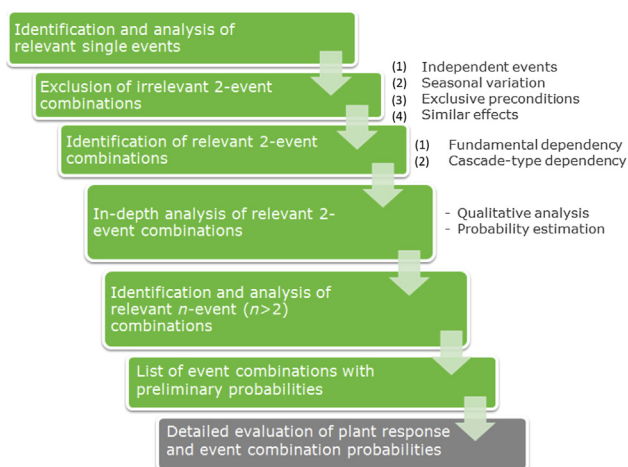 Identification and analysis of
relevant single events
Exclusion of irrelevant 2-event
combinations
(1) Independent events
(2) Seasonal variation
(3) Exclusive preconditions
(4) Similar effects
Identification of relevant 2-event
combinations
(1) Fundamental dependency
(2) Cascade-type dependency
In-depth analysis of relevant 2-
event combinations
- Qualitative analysis
- Probability estimation
Identification and analysis of
relevant n-event (n>2)
combinations
List of event combinations with
preliminary probabilities
Detailed evaluation of plant response
and event combination probabilities